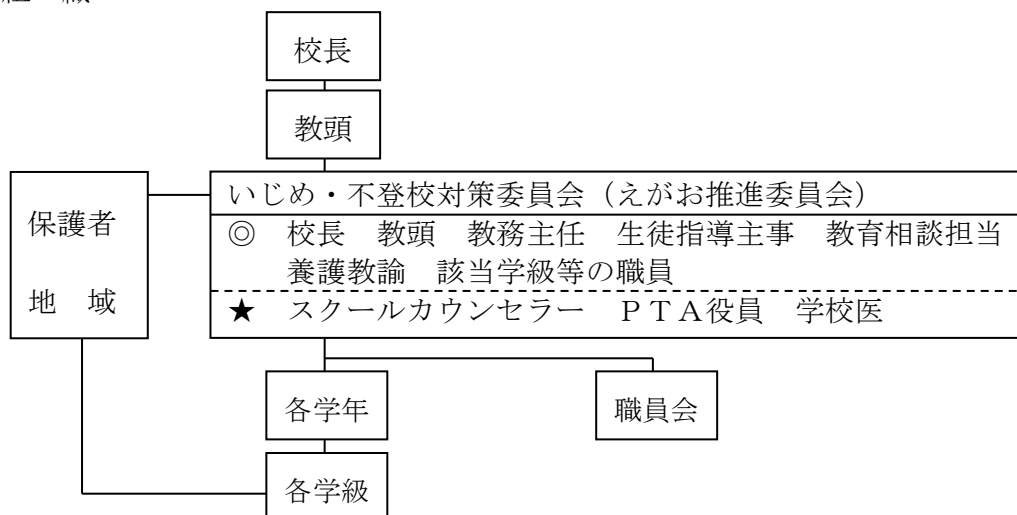 校長
教頭
保護者
地　域
いじめ・不登校対策委員会（えがお推進委員会）
◎　校長　教頭　教務主任　生徒指導主事　教育相談担当
養護教諭　該当学級等の職員
★　スクールカウンセラー　ＰＴＡ役員　学校医
各学年
職員会
各学級